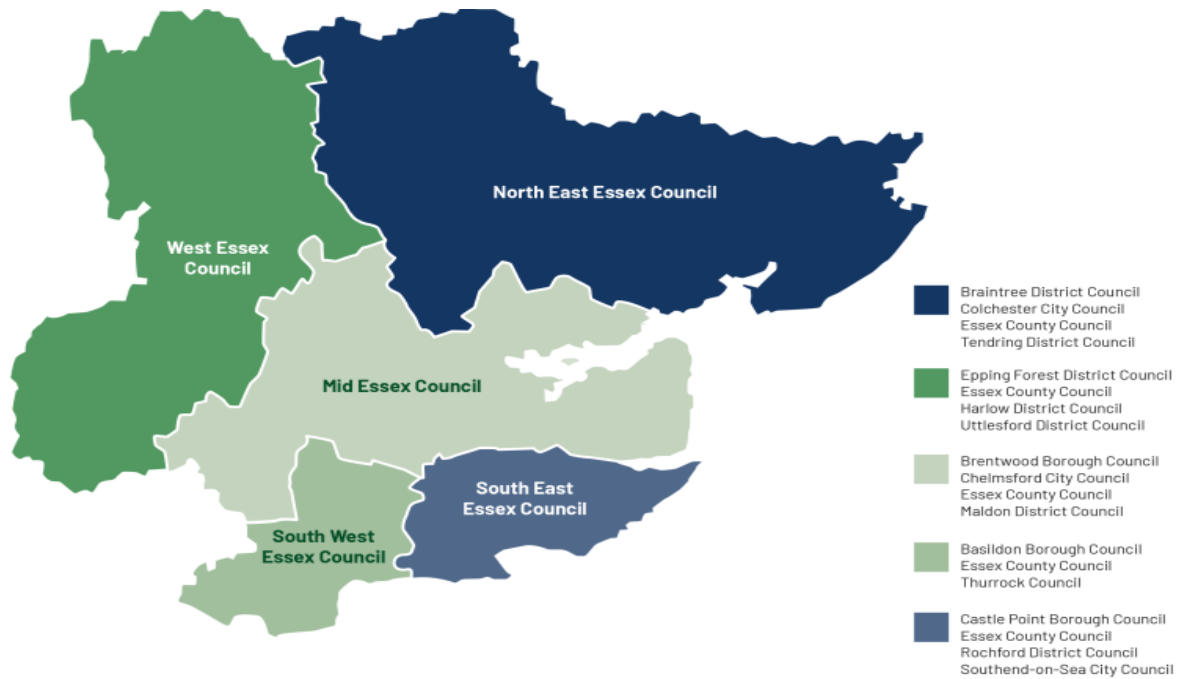 North East Essex Council
West Essex
Council
Mid Essex Council
South East
Essex Council
South West
Essex Council
Braintree District Council
Colchester City Council
Essex County Council
Tendring District Council
Epping Forest District Council
Essex County Council
Harlow District Council
Uttlesford District Council
Brentwood Borough Council
Chelmsford City Council
Essex County Council
Maldon District Council
Basildon Borough Council
Essex County Council
Thurrock Council
Castle Point Borough Council
Essex County Council
Rochford District Council
Southend-on-Sea City Council